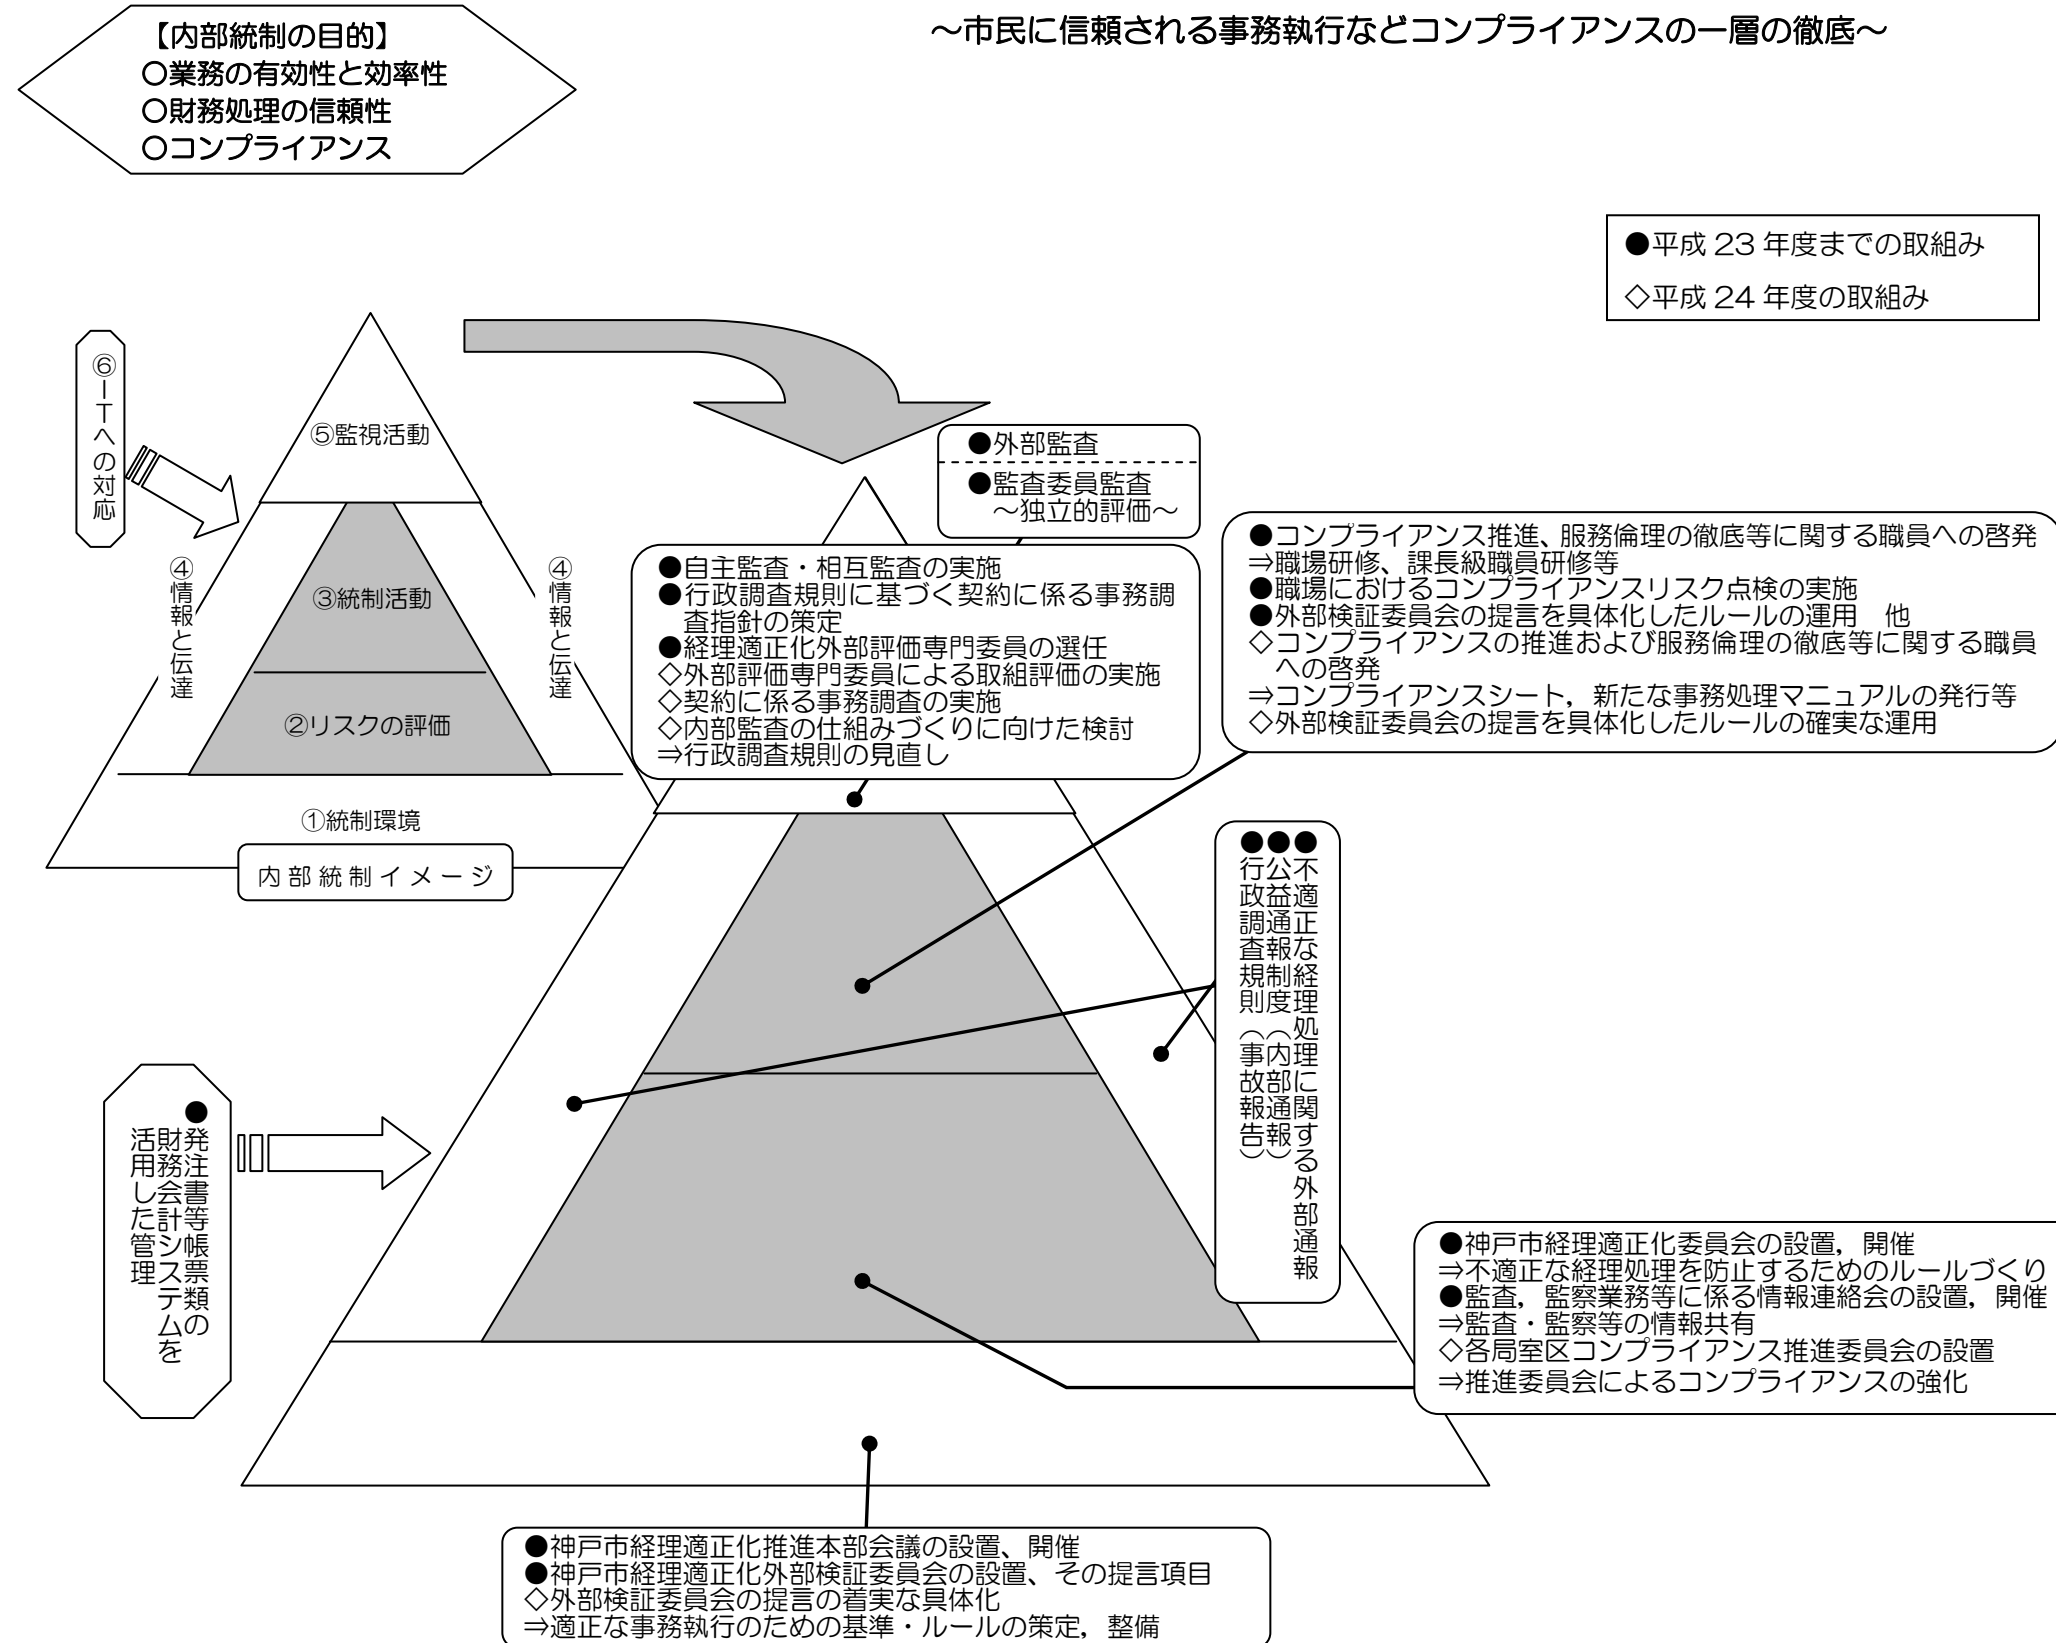 【内部統制の目的】
〇業務の有効性と効率性
〇財務処理の信頼性
〇コンプライアンス
～市民に信頼される事務執行などコンプライアンスの一層の徹底～
●平成 23 年度までの取組み
◇平成 24 年度の取組み
⑥ＩＴへの対応
⑤監視活動
④情報と伝達
③統制活動
④情報と伝達
②リスクの評価
①統制環境
内部統制イメージ
●外部監査
●監査委員監査
～独立的評価～
●自主監査・相互監査の実施
●行政調査規則に基づく契約に係る事務調
査指針の策定
●経理適正化外部評価専門委員の選任
◇外部評価専門委員による取組評価の実施
◇契約に係る事務調査の実施
◇内部監査の仕組みづくりに向けた検討
⇒行政調査規則の見直し
●コンプライアンス推進、服務倫理の徹底等に関する職員への啓発
⇒職場研修、課長級職員研修等
●職場におけるコンプライアンスリスク点検の実施
●外部検証委員会の提言を具体化したルールの運用　他
◇コンプライアンスの推進および服務倫理の徹底等に関する職員
への啓発
⇒コンプライアンスシート，新たな事務処理マニュアルの発行等
◇外部検証委員会の提言を具体化したルールの確実な運用
●不適正な経理処理に関する外部通報
●公益通報制度（内部通報）
●行政調査規則（事故報告）
●発注書等帳票類の
財務会計システムを
活用した管理
●神戸市経理適正化委員会の設置，開催
⇒不適正な経理処理を防止するためのルールづくり
●監査，監察業務等に係る情報連絡会の設置，開催
⇒監査・監察等の情報共有
◇各局室区コンプライアンス推進委員会の設置
⇒推進委員会によるコンプライアンスの強化
●神戸市経理適正化推進本部会議の設置、開催
●神戸市経理適正化外部検証委員会の設置、その提言項目
◇外部検証委員会の提言の着実な具体化
⇒適正な事務執行のための基準・ルールの策定，整備